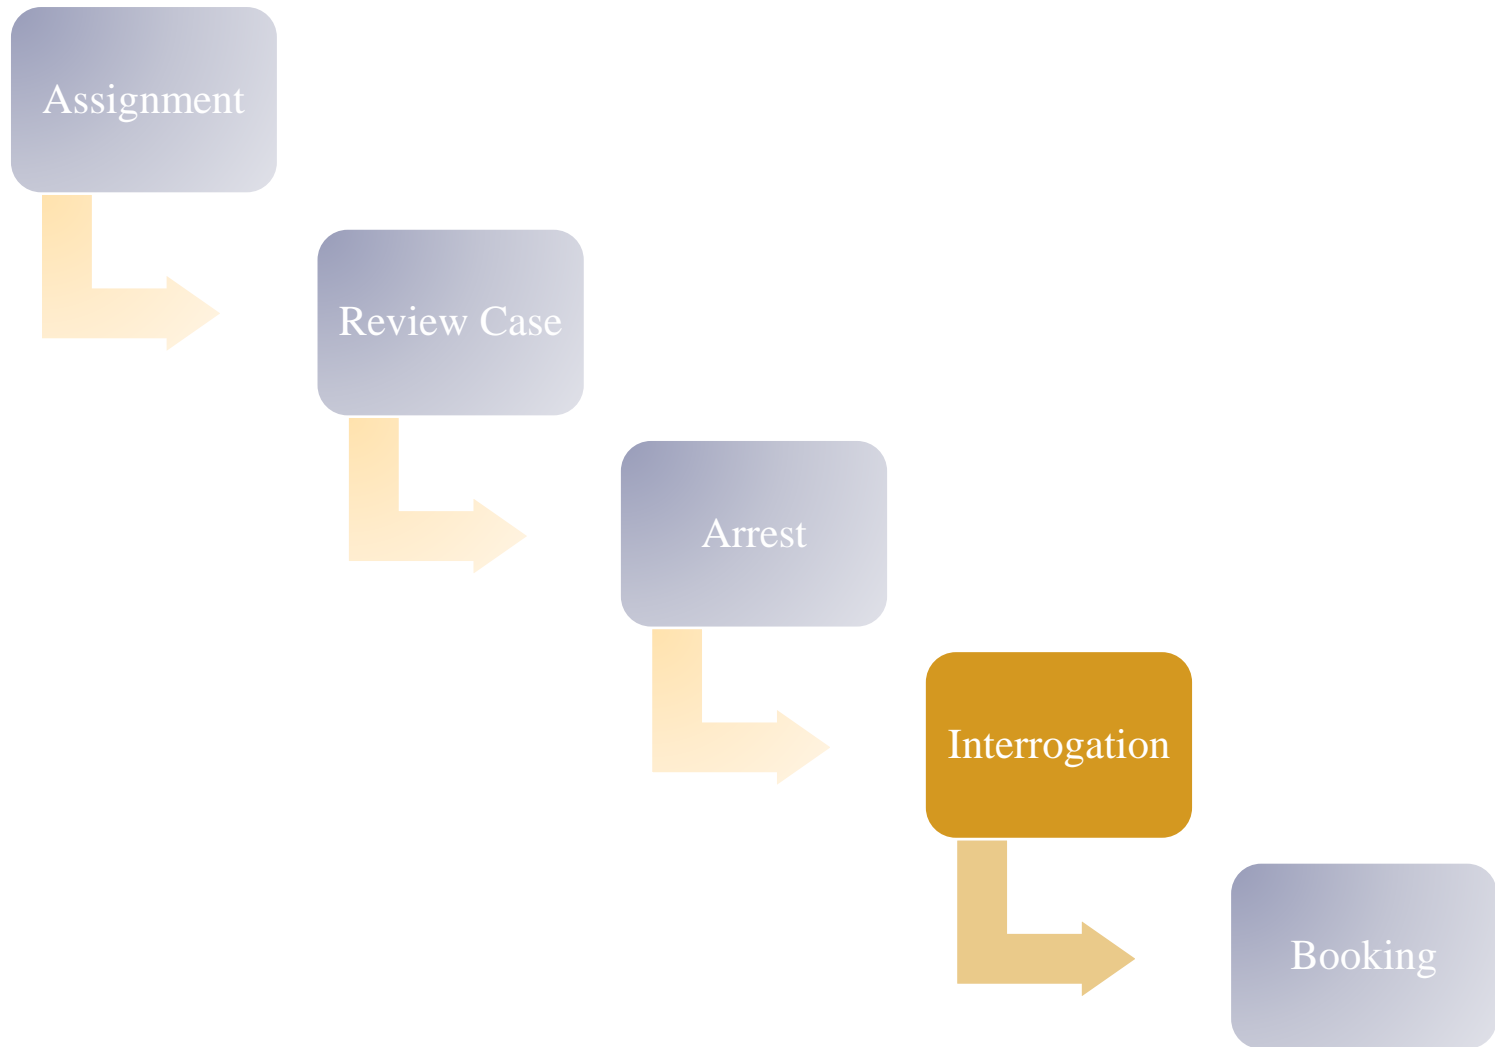 Assignment
Review Case
Arrest
Interrogation
Booking